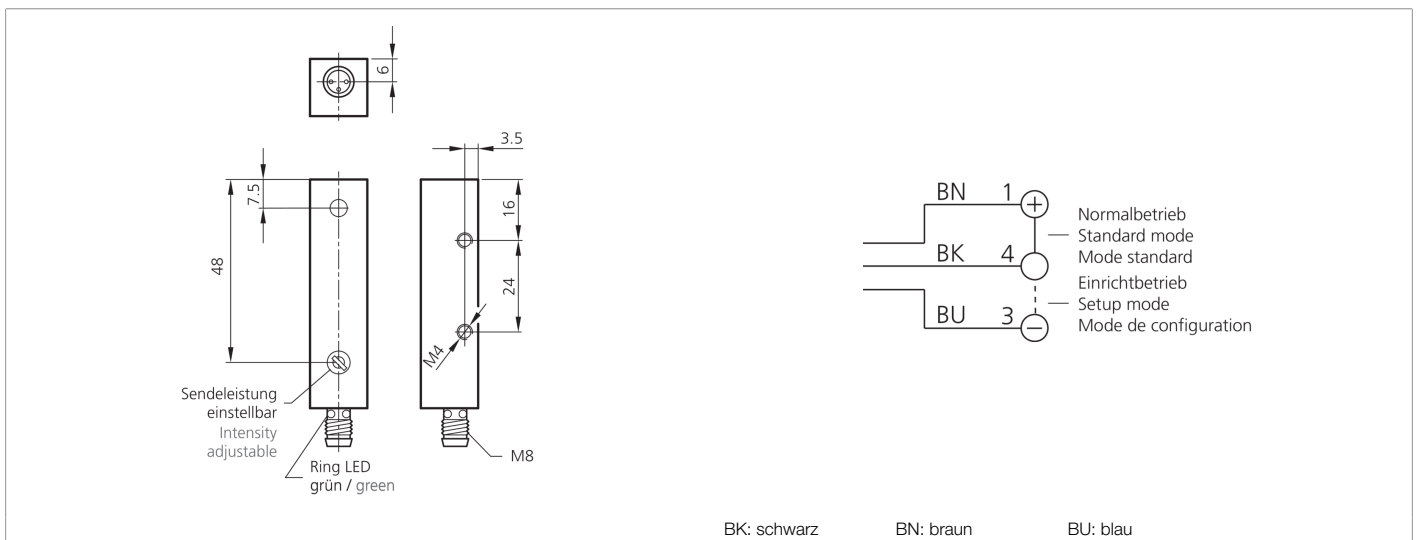 6
3.5
7.5
48
16
24
M4
Sendeleistung
einstellbar
Intensity
adjustable
Ring LED
grün / green
M8
BN 1
+
Normalbetrieb
Standard mode
Mode standard
BK 4
Einrichtbetrieb
Setup mode
Mode de configuration
BU 3
−
BK: schwarz BN: braun BU: blau